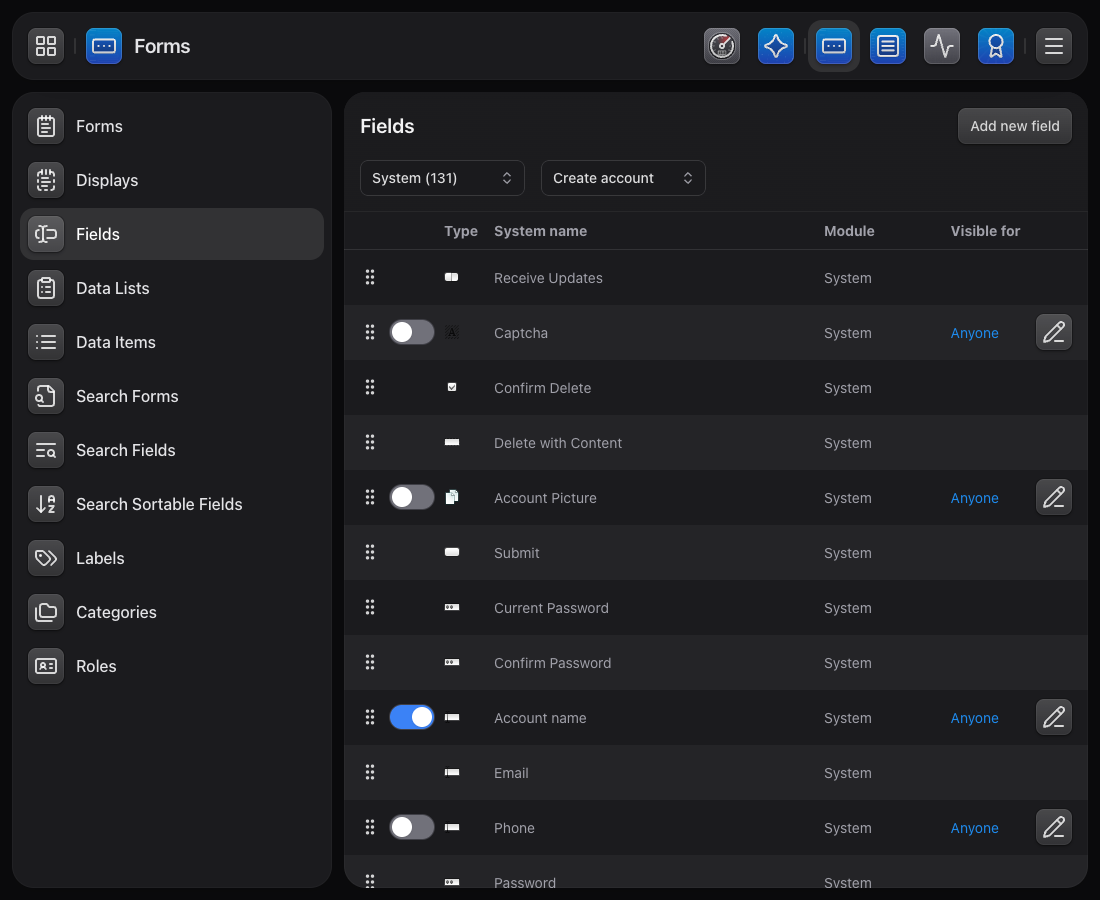 Forms
Forms
Displays
Fields
Data Lists
Data Items
Search Forms
Search Fields
Search Sortable Fields
Labels
Categories
Roles
Fields
Add new field
System (131)
Create account
Type System name Module Visible for
Receive Updates System
A Captcha System Anyone
Confirm Delete System
Delete with Content System
Account Picture System Anyone
Submit System
Current Password System
Confirm Password System
Account name System Anyone
Email System
Phone System Anyone
Password System